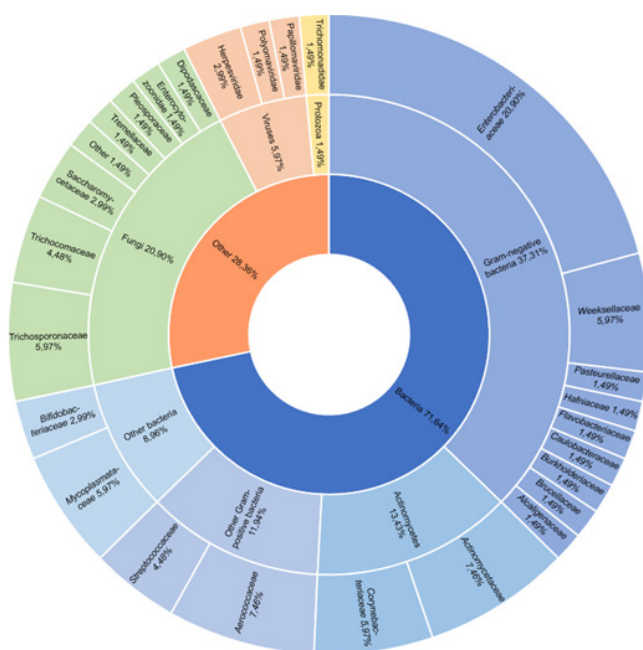 Bacteria 71,64%
Other 28,36%
Gram-negative
bacteria 37,31%
Actinomycetes
13,43%
Other Gram-
positive bacteria
11,94%
Other bacteria
8,96%
Fungi 20,90%
Viruses 5,97%
Protozoa 1,49%
Enterobacteri-
aceae 20,90%
Weeksellaceae
5,97%
Pasteurellaceae
1,49%
Hafniaceae 1,49%
Flavobacteriaceae
1,49%
Caulobacteraceae
1,49%
Burkholderiaceae
1,49%
Brucellaceae
1,49%
Alcaligenaceae
1,49%
Actinomycetaceae
7,46%
Corynebac-
teriaceae 5,97%
Aerococcaceae
7,46%
Streptococcaceae
4,48%
Mycoplasmata-
ceae 5,97%
Bifidobac-
teriaceae 2,99%
Trichosporonaceae
5,97%
Trichocomaceae
4,48%
Saccharomy-
cetaceae 2,99%
Other 1,49%
Tremellaceae
1,49%
Pleosporaceae
1,49%
Enterocyto-
zoonidae 1,49%
Dipodascaceae
1,49%
Herpesviridae
2,99%
Polyomaviridae
1,49%
Papillomaviridae
1,49%
Trichomonadidae
1,49%